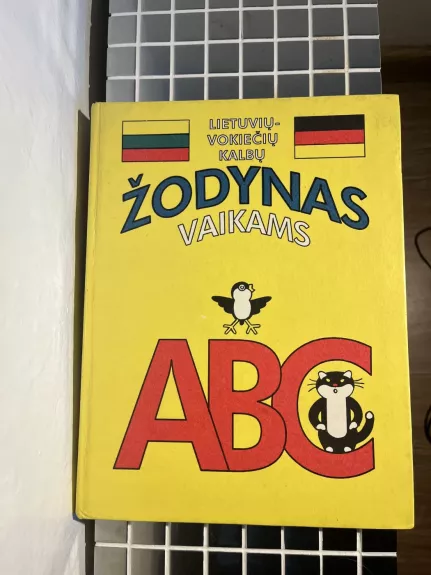 LIETUVIŲ-
VOKIEČIŲ
KALBŲ
ŽODYNAS
VAIKAMS
ABC